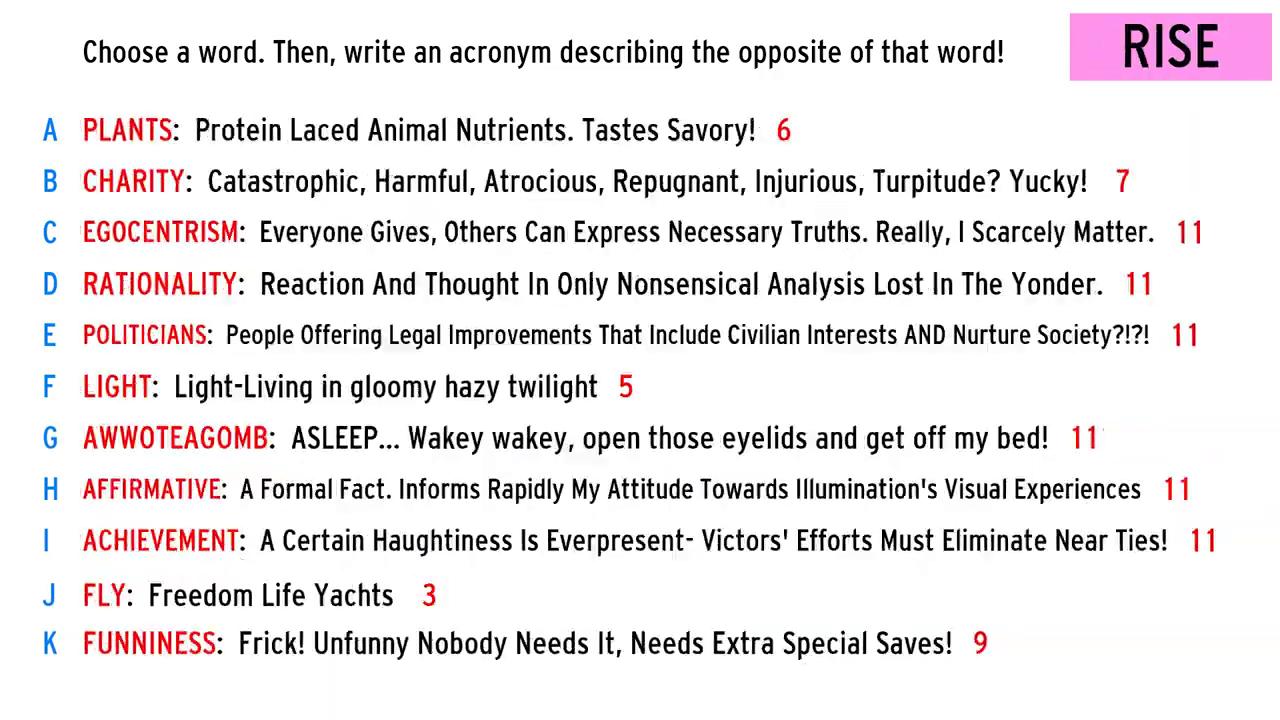 Choose a word. Then, write an acronym describing the opposite of that word!
RISE
A PLANTS: Protein Laced Animal Nutrients. Tastes Savory! 6
B CHARITY: Catastrophic, Harmful, Atrocious, Repugnant, Injurious, Turpitude? Yucky! 7
C EGOCENTRISM: Everyone Gives, Others Can Express Necessary Truths. Really, I Scarcely Matter. 11
D RATIONALITY: Reaction And Thought In Only Nonsensical Analysis Lost In The Yonder. 11
E POLITICIANS: People Offering Legal Improvements That Include Civilian Interests AND Nurture Society?!?! 11
F LIGHT: Light-Living in gloomy hazy twilight 5
G AWWOTEAGOMB: ASLEEP... Wakey wakey, open those eyelids and get off my bed! 11
H AFFIRMATIVE: A Formal Fact. Informs Rapidly My Attitude Towards Illumination's Visual Experiences 11
I ACHIEVEMENT: A Certain Haughtiness Is Everpresent- Victors' Efforts Must Eliminate Near Ties! 11
J FLY: Freedom Life Yachts 3
K FUNNINESS: Frick! Unfunny Nobody Needs It, Needs Extra Special Saves! 9